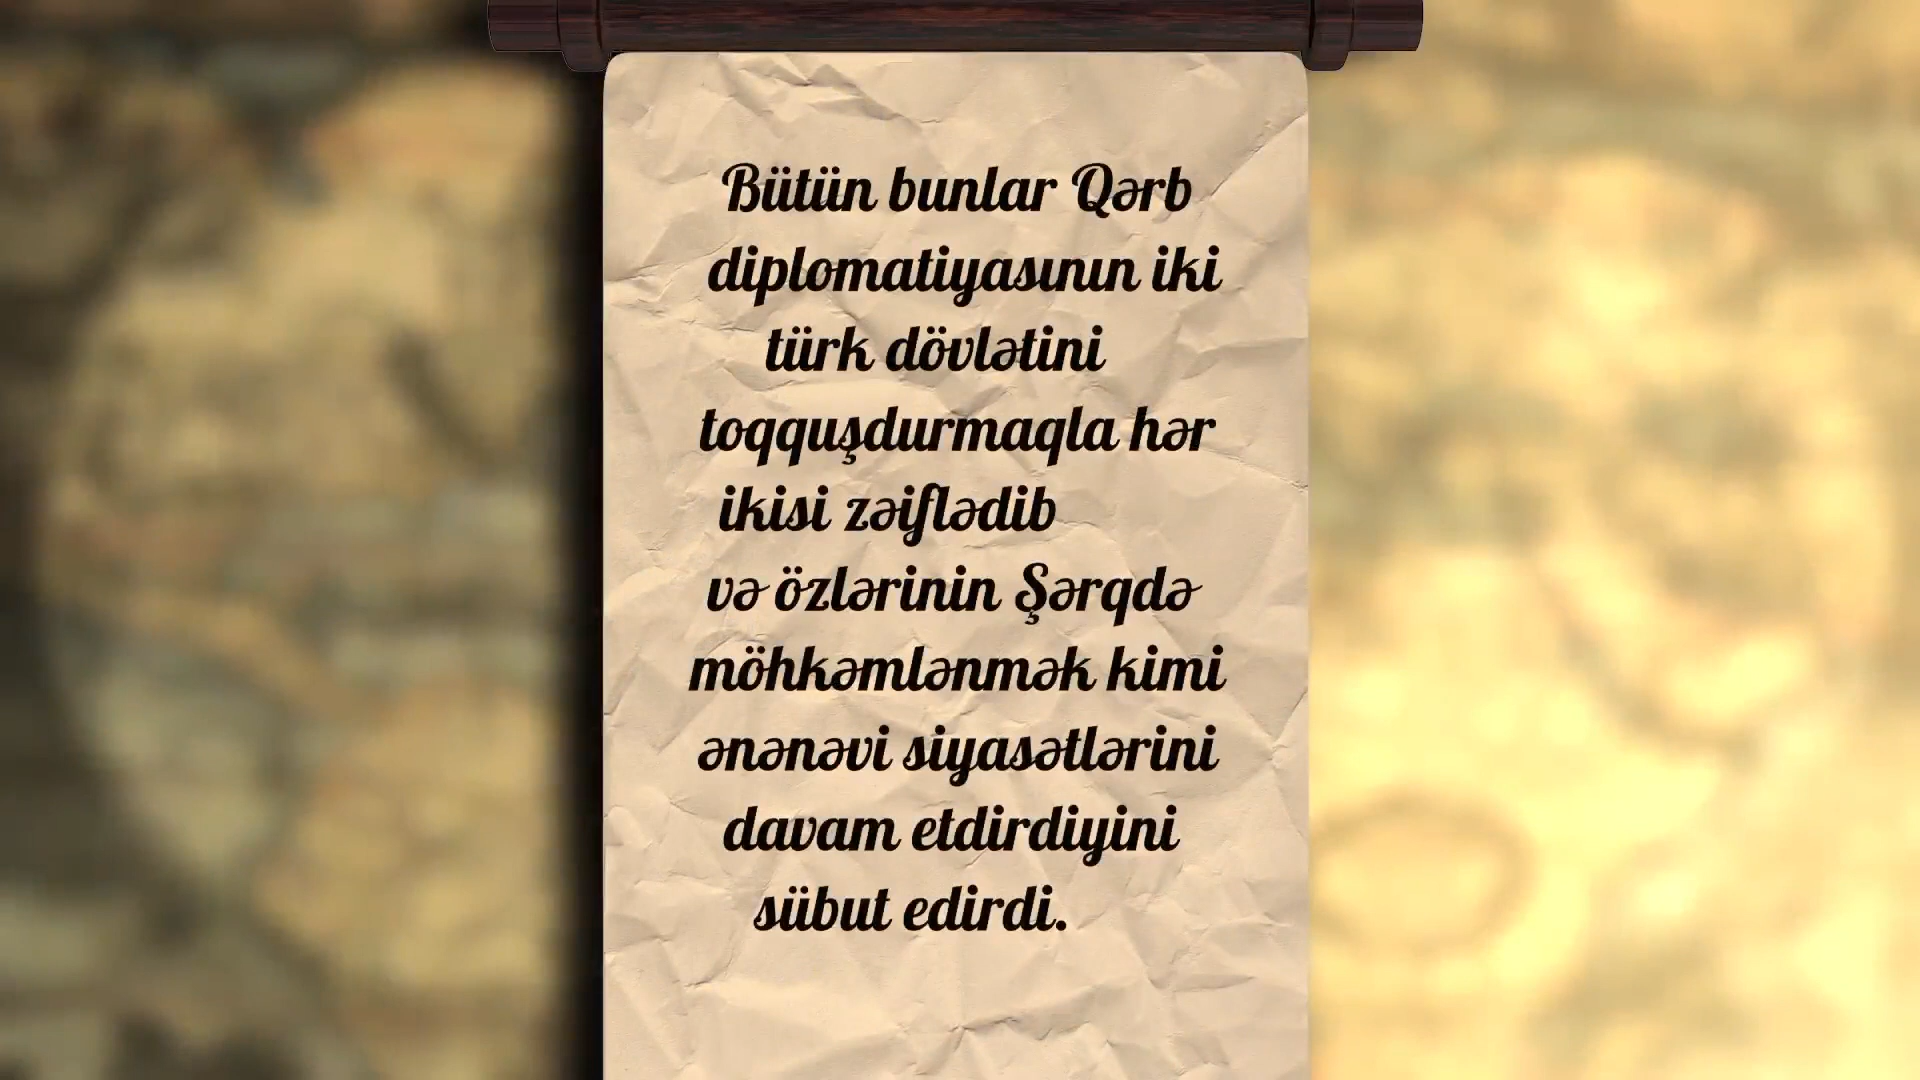 Bütün bunlar Qərb
diplomatiyasının iki
türk dövlətini
toqquşdurmaqla hər
ikisi zəiflədib
və özlərinin Şərqdə
möhkəmlənmək kimi
ənənəvi siyasətlərini
davam etdirdiyini
sübut edirdi.